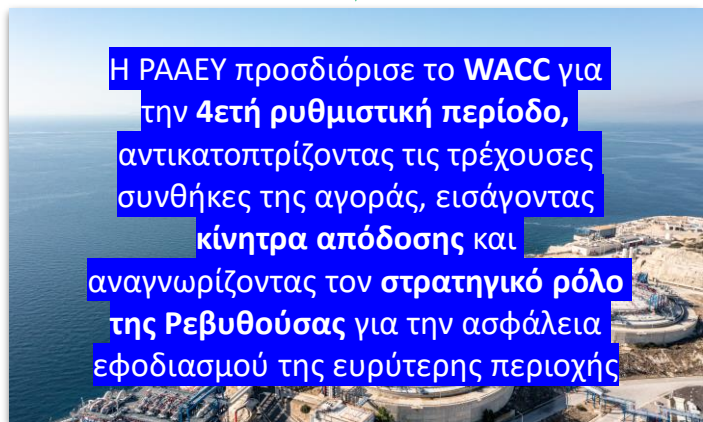 Η ΡΑΑΕΥ προσδιόρισε το WACC για
την 4ετή ρυθμιστική περίοδο,
αντικατοπτρίζοντας τις τρέχουσες
συνθήκες της αγοράς, εισάγοντας
κίνητρα απόδοσης και
αναγνωρίζοντας τον στρατηγικό ρόλο
της Ρεβυθούσας για την ασφάλεια
εφοδιασμού της ευρύτερης περιοχής